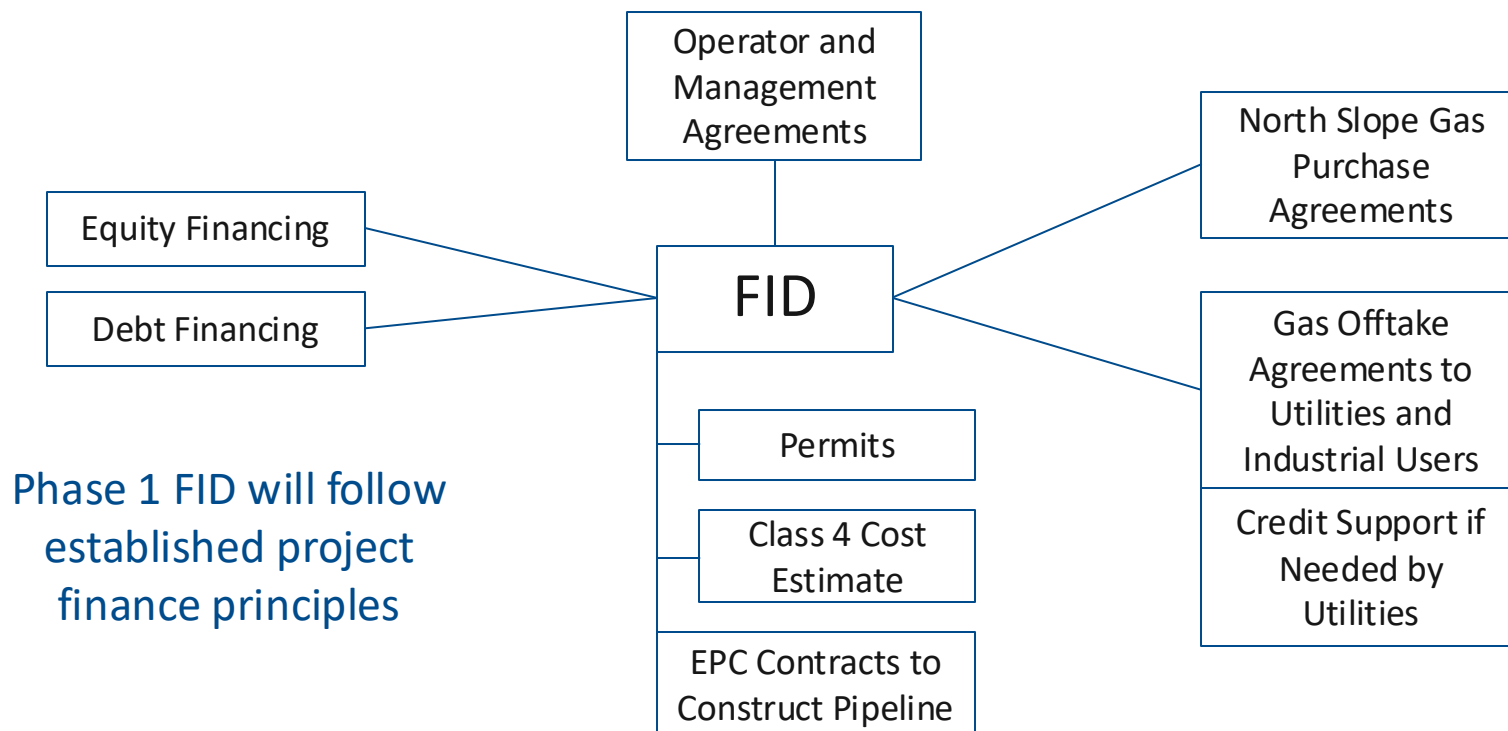 Operator and
Management
Agreements
North Slope Gas
Purchase
Agreements
Equity Financing
Debt Financing
FID
Gas Offtake
Agreements to
Utilities and
Industrial Users
Credit Support if
Needed by
Utilities
Permits
Class 4 Cost
Estimate
EPC Contracts to
Construct Pipeline
Phase 1 FID will follow
established project
finance principles